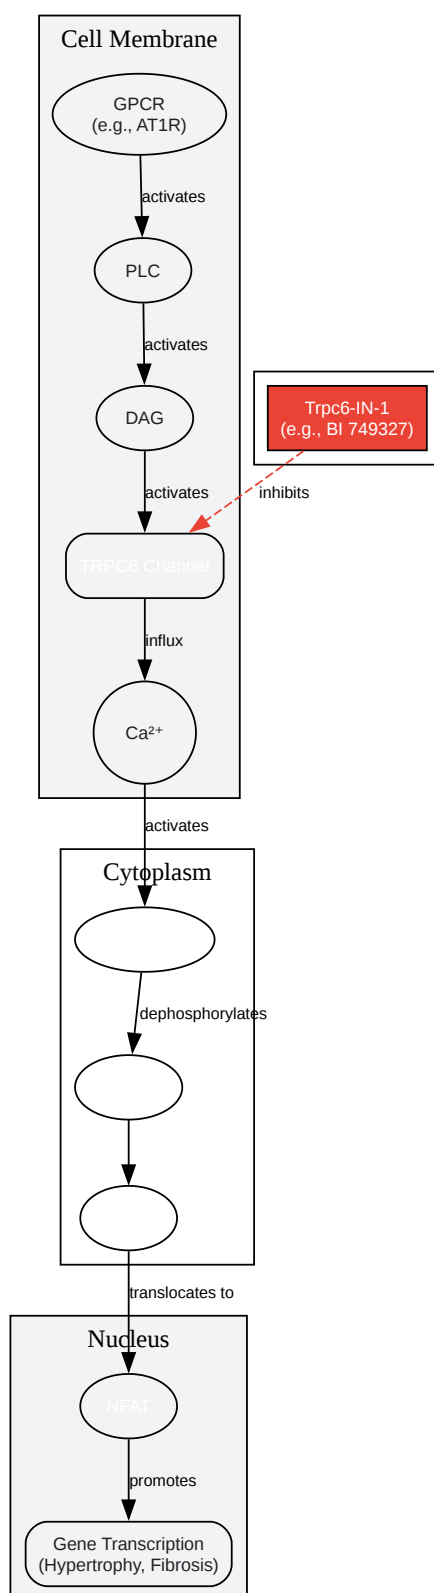 Cell Membrane
GPCR
(e.g., AT1R)
activates
PLC
activates
DAG
Trpc6-IN-1
(e.g., BI 749327)
activates
inhibits
TRPC6 Channel
influx
Ca²⁺
activates
Cytoplasm
dephosphorylates
translocates to
Nucleus
NFAT
promotes
Gene Transcription
(Hypertrophy, Fibrosis)